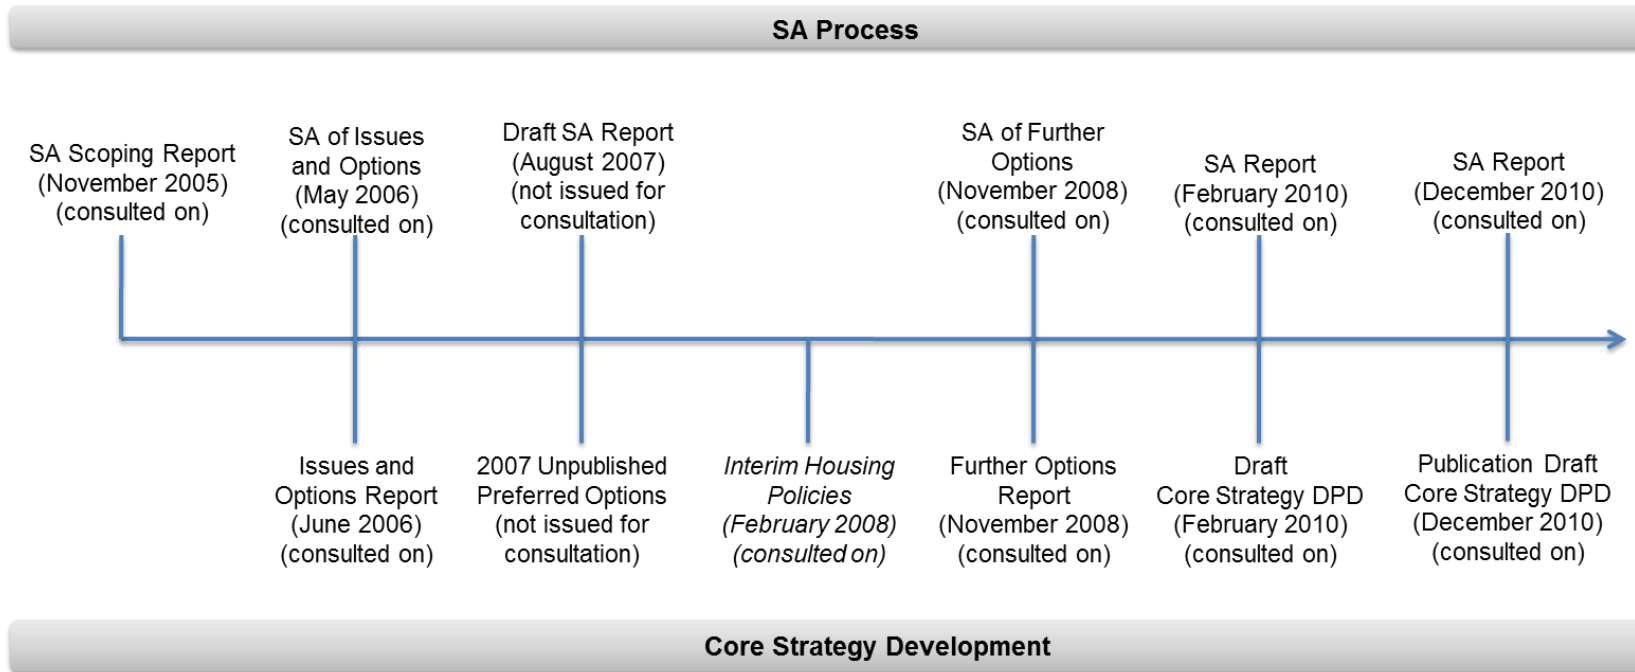 SA Process
SA Scoping Report
(November 2005)
(consulted on)
SA of Issues
and Options
(May 2006)
(consulted on)
Draft SA Report
(August 2007)
(not issued for
consultation)
SA of Further
Options
(November 2008)
(consulted on)
SA Report
(February 2010)
(consulted on)
SA Report
(December 2010)
(consulted on)
Issues and
Options Report
(June 2006)
(consulted on)
2007 Unpublished
Preferred Options
(not issued for
consultation)
Interim Housing
Policies
(February 2008)
(consulted on)
Further Options
Report
(November 2008)
(consulted on)
Draft
Core Strategy DPD
(February 2010)
(consulted on)
Publication Draft
Core Strategy DPD
(December 2010)
(consulted on)
Core Strategy Development